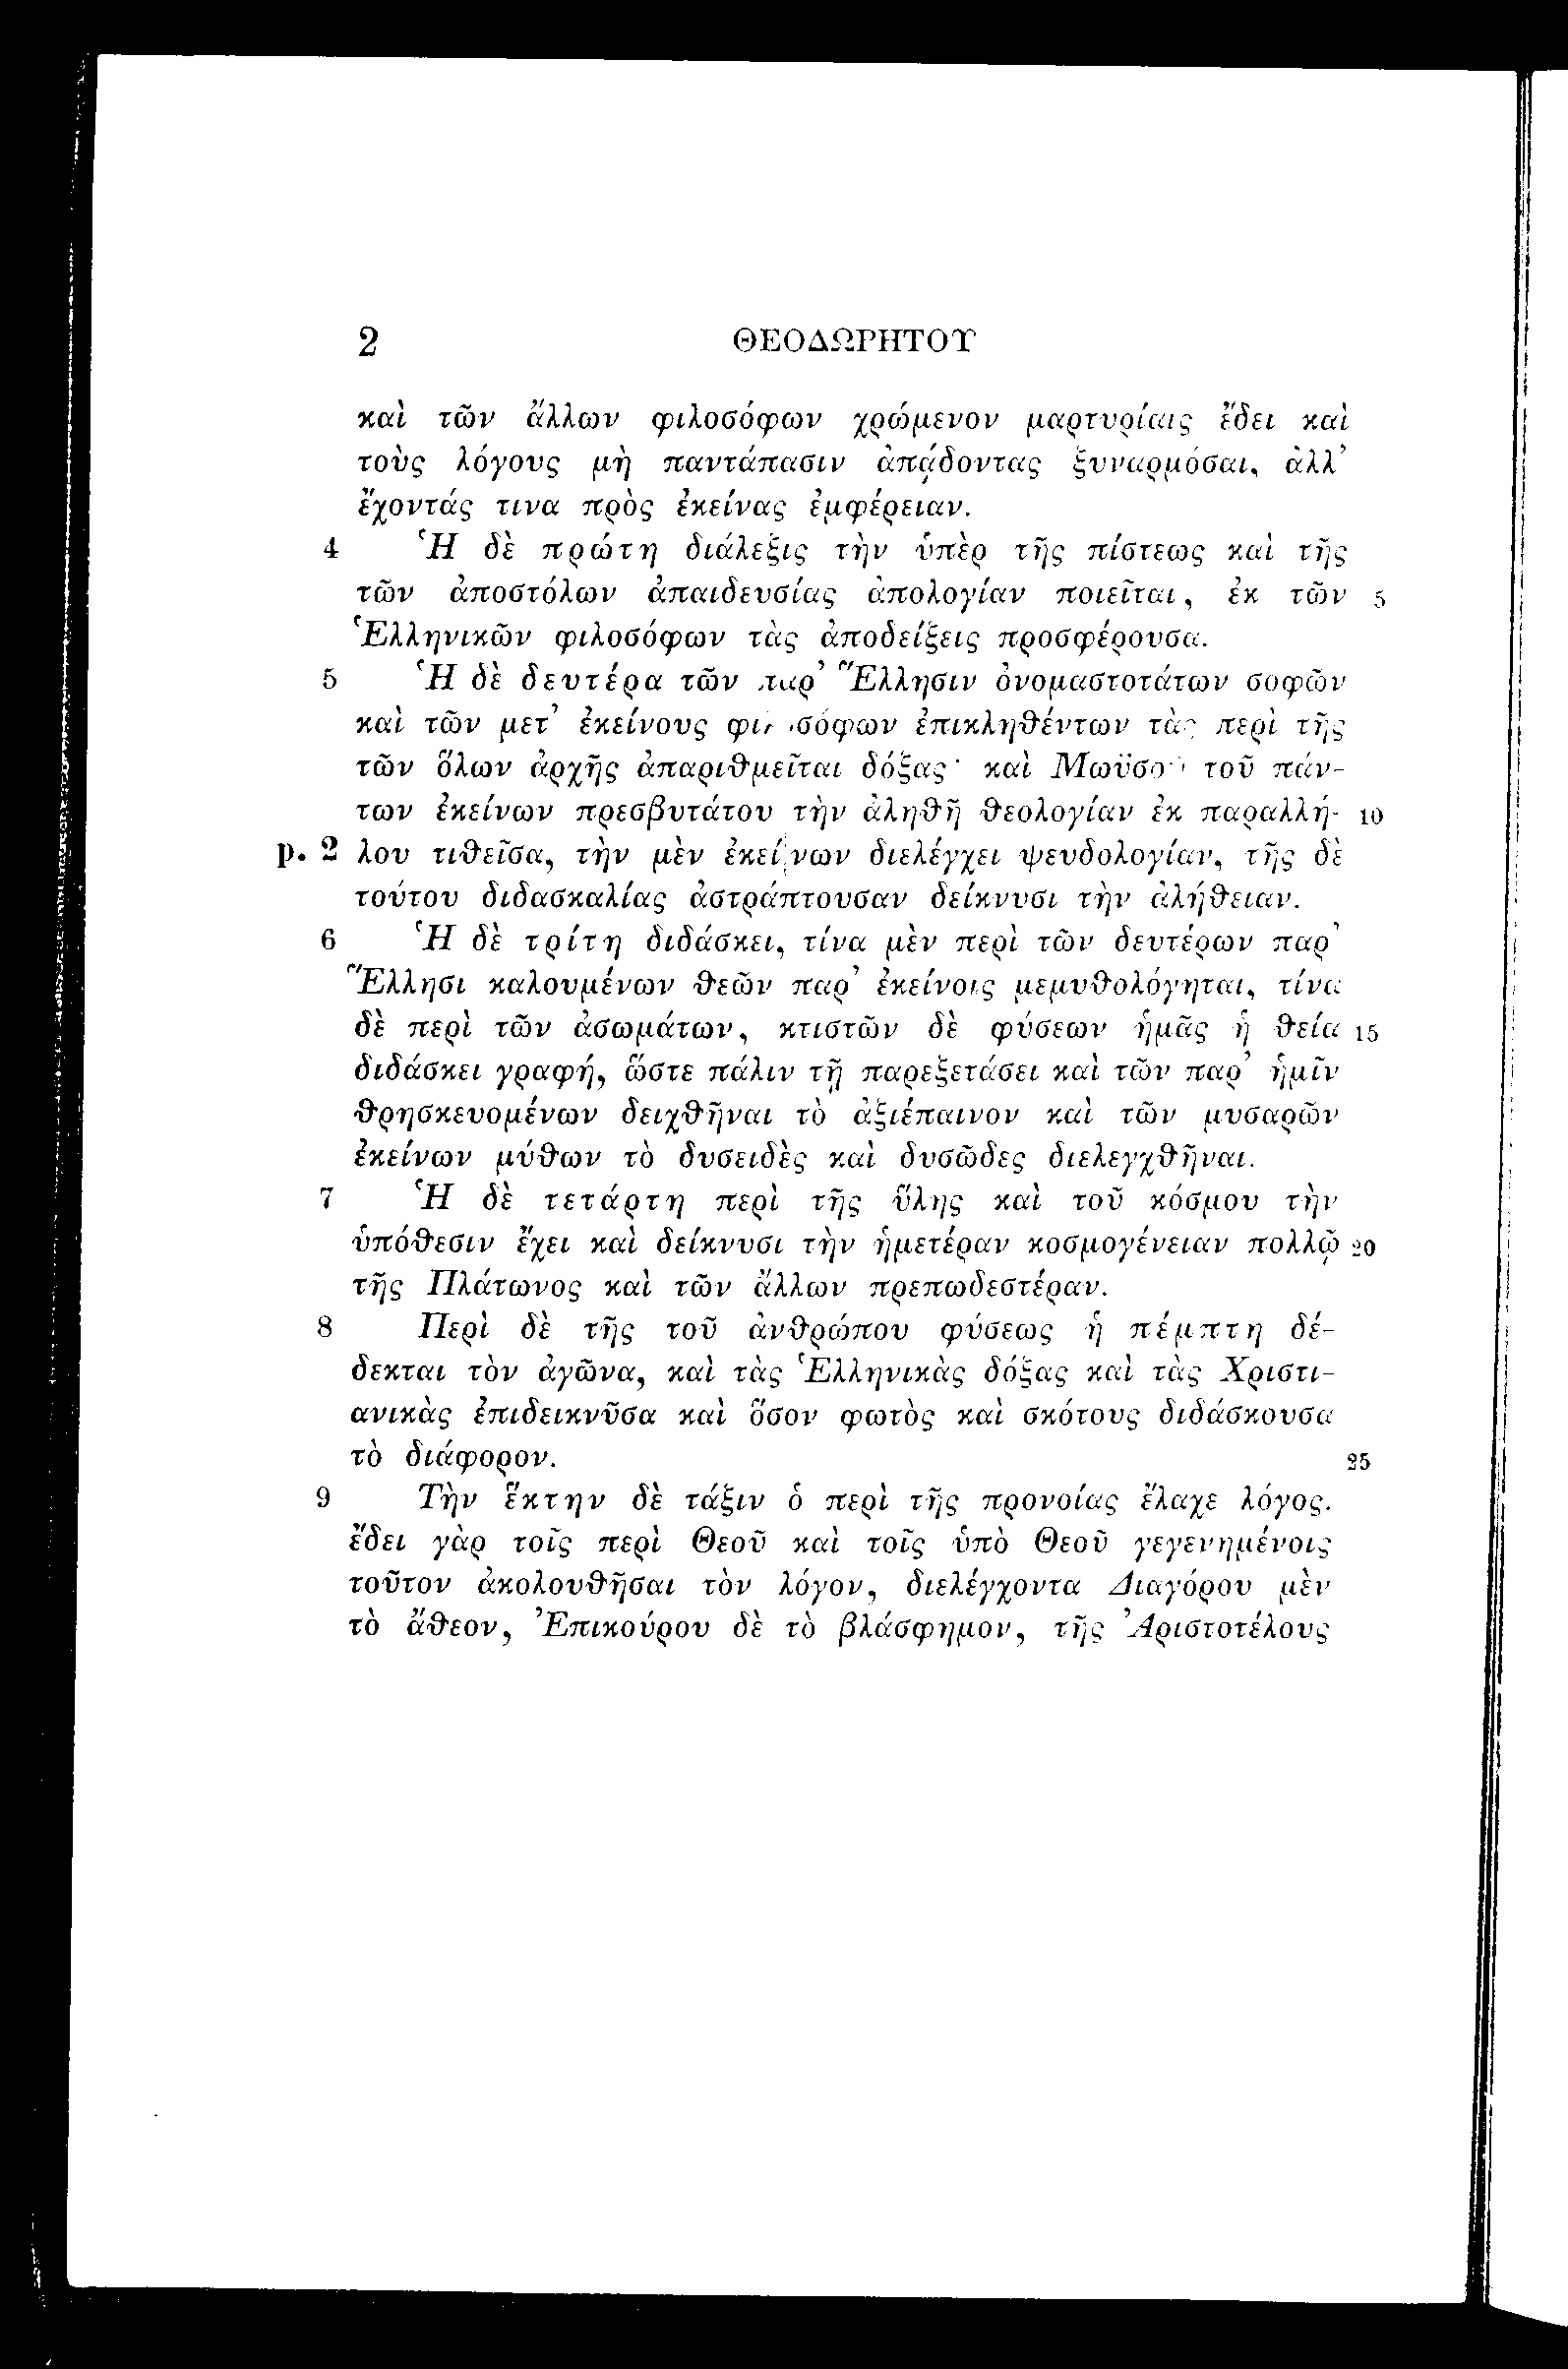 2 ΘΕΟΔΩΡΗΤΟΥ
καὶ τῶν ἄλλων φιλοσόφων χρώμενον μαρτυρίαις ἔδει καὶ
τοὺς λόγους μὴ παντάπασιν ἀπᾴδοντας ξυναρμόσαι, ἀλλ’
ἔχοντάς τινα πρὸς ἐκείνας ἐμφέρειαν.
4 Ἡ δὲ πρώτη διάλεξις τὴν ὑπὲρ τῆς πίστεως καὶ τῆς
τῶν ἀποστόλων ἀπαιδευσίας ἀπολογίαν ποιεῖται, ἐκ τῶν 5
Ἑλληνικῶν φιλοσόφων τὰς ἀποδείξεις προσφέρουσα.
5 Ἡ δὲ δευτέρα τῶν παρ’ Ἕλλησιν ὀνομαστοτάτων σοφῶν
καὶ τῶν μετ’ ἐκείνους φιλοσόφων ἐπικληθέντων τὰς περὶ τῆς
τῶν ὅλων ἀρχῆς ἀπαριθμεῖται δόξας· καὶ Μωϋσοῦ τοῦ πάν-
των ἐκείνων πρεσβυτάτου τὴν ἀληθῆ θεολογίαν ἐκ παραλλή- 10
p. 2 λου τιθεῖσα, τὴν μὲν ἐκείνων διελέγχει ψευδολογίαν, τῆς δὲ
τούτου διδασκαλίας ἀστράπτουσαν δείκνυσι τὴν ἀλήθειαν.
6 Ἡ δὲ τρίτη διδάσκει, τίνα μὲν περὶ τῶν δευτέρων παρ’
Ἕλλησι καλουμένων θεῶν παρ’ ἐκείνοις μεμυθολόγηται, τίνα
δὲ περὶ τῶν ἀσωμάτων, κτιστῶν δὲ φύσεων ἡμᾶς ἡ θεία 15
διδάσκει γραφή, ὥστε πάλιν τῇ παρεξετάσει καὶ τῶν παρ’ ἡμῖν
θρησκευομένων δειχθῆναι τὸ ἀξιέπαινον καὶ τῶν μυσαρῶν
ἐκείνων μύθων τὸ δυσειδὲς καὶ δυσῶδες διελεγχθῆναι.
7 Ἡ δὲ τετάρτη περὶ τῆς ὕλης καὶ τοῦ κόσμου τὴν
ὑπόθεσιν ἔχει καὶ δείκνυσι τὴν ἡμετέραν κοσμογένειαν πολλῷ 20
τῆς Πλάτωνος καὶ τῶν ἄλλων πρεπωδεστέραν.
8 Περὶ δὲ τῆς τοῦ ἀνθρώπου φύσεως ἡ πέμπτη δέ-
δεκται τὸν ἀγῶνα, καὶ τὰς Ἑλληνικὰς δόξας καὶ τὰς Χριστι-
ανικὰς ἐπιδεικνῦσα καὶ ὅσον φωτὸς καὶ σκότους διδάσκουσα
τὸ διάφορον. 25
9 Τὴν ἕκτην δὲ τάξιν ὁ περὶ τῆς προνοίας ἔλαχε λόγος.
ἔδει γὰρ τοῖς περὶ Θεοῦ καὶ τοῖς ὑπὸ Θεοῦ γεγενημένοις
τοῦτον ἀκολουθῆσαι τὸν λόγον, διελέγχοντα Διαγόρου μὲν
τὸ ἄθεον, Ἐπικούρου δὲ τὸ βλάσφημον, τῆς Ἀριστοτέλους